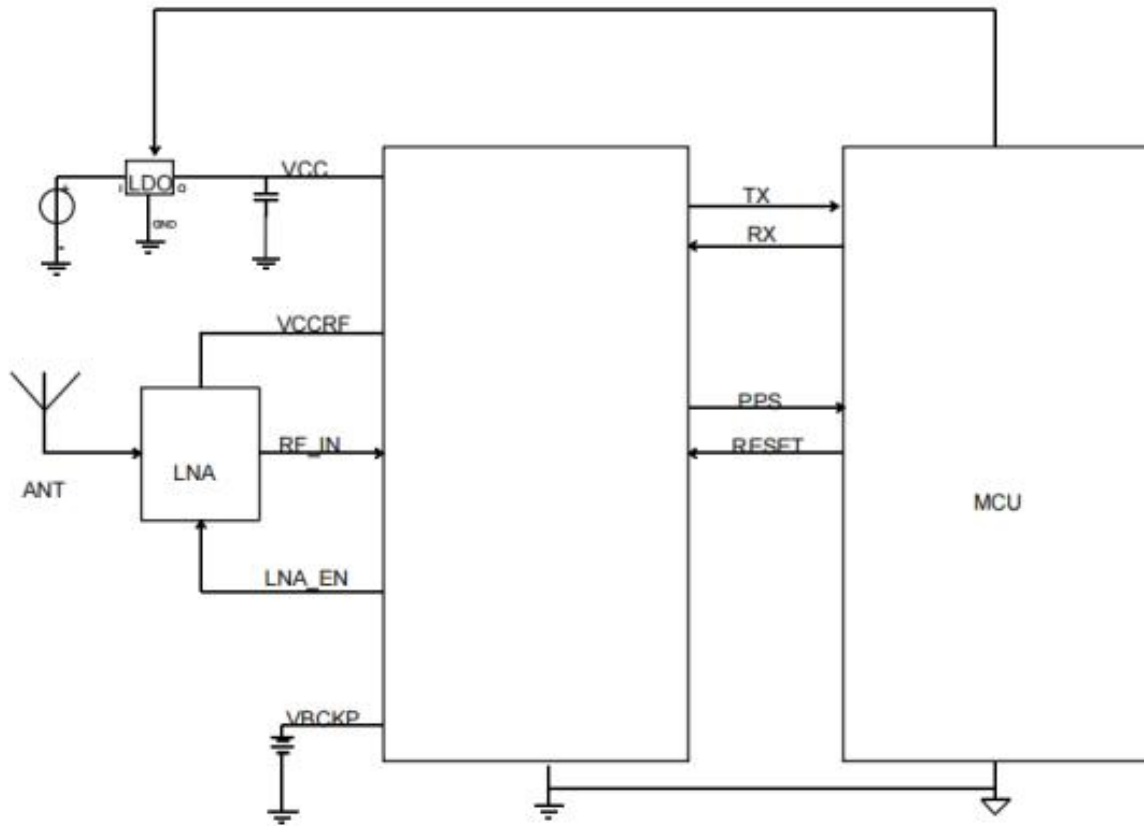 LDO
I
O
GND
+
-
VCC
TX
RX
VCCRF
PPS
RF_IN
RESET
LNA
ANT
MCU
LNA_EN
VBCKP